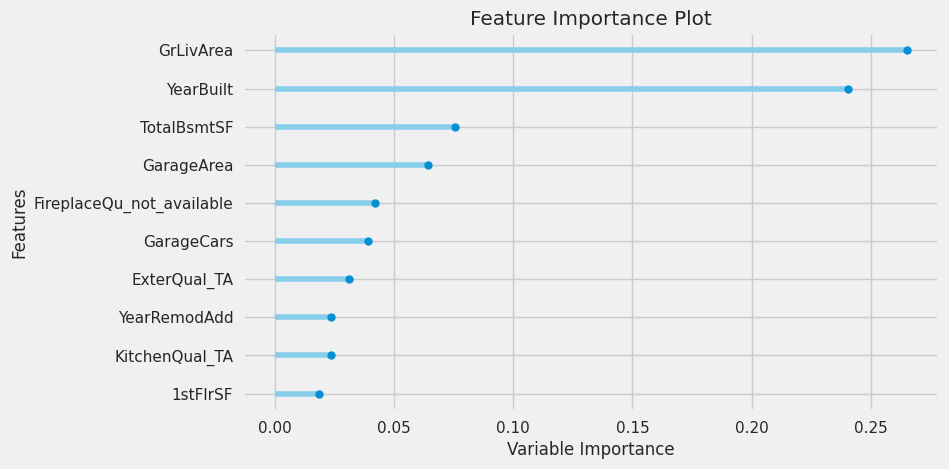 Feature Importance Plot
GrLivArea
YearBuilt
TotalBsmtSF
GarageArea
FireplaceQu_not_available
GarageCars
ExterQual_TA
YearRemodAdd
KitchenQual_TA
1stFlrSF
Features
0.00 0.05 0.10 0.15 0.20 0.25
Variable Importance